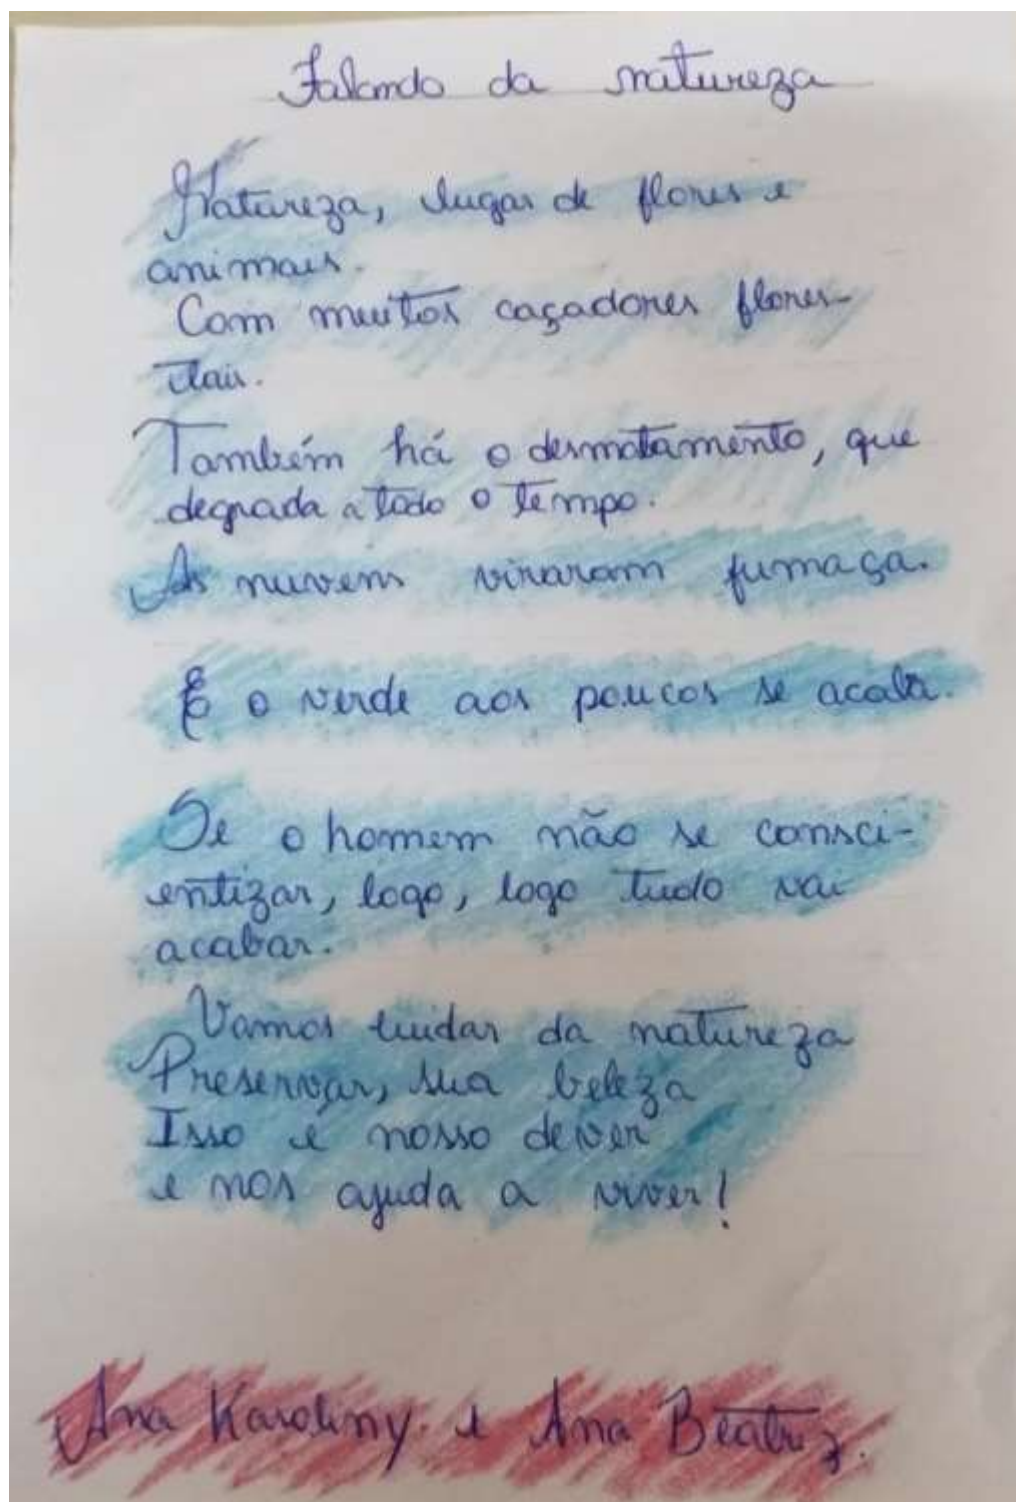 Falando da natureza
Natureza, lugar de flores e
animais.
Com muitos caçadores flores-
tais.
Também há o desmatamento, que
degrada a todo o tempo.
As nuvens viraram fumaça.
E o verde aos poucos se acaba.
Se o homem não se consci-
entizar, logo, logo tudo vai
acabar.
Vamos cuidar da natureza
Preservar, sua beleza
Isso e nosso dever
e nos ajuda a viver!
Ana Karoliny e Ana Beatriz.